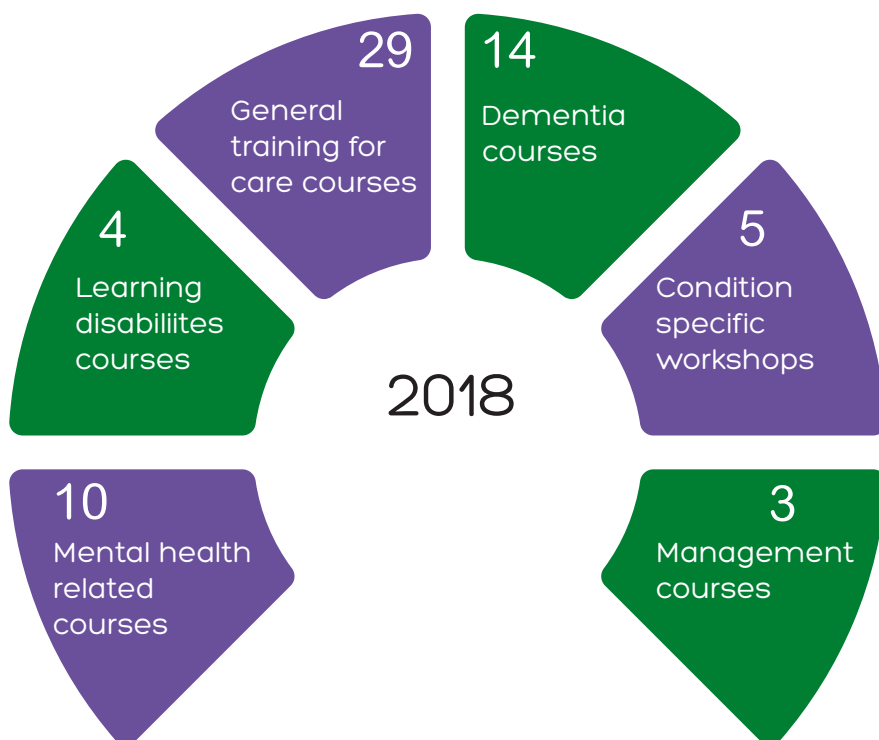 29
General
training for
care courses
14
Dementia
courses
4
Learning
disabiliites
courses
5
Condition
specific
workshops
2018
10
Mental health
related
courses
3
Management
courses